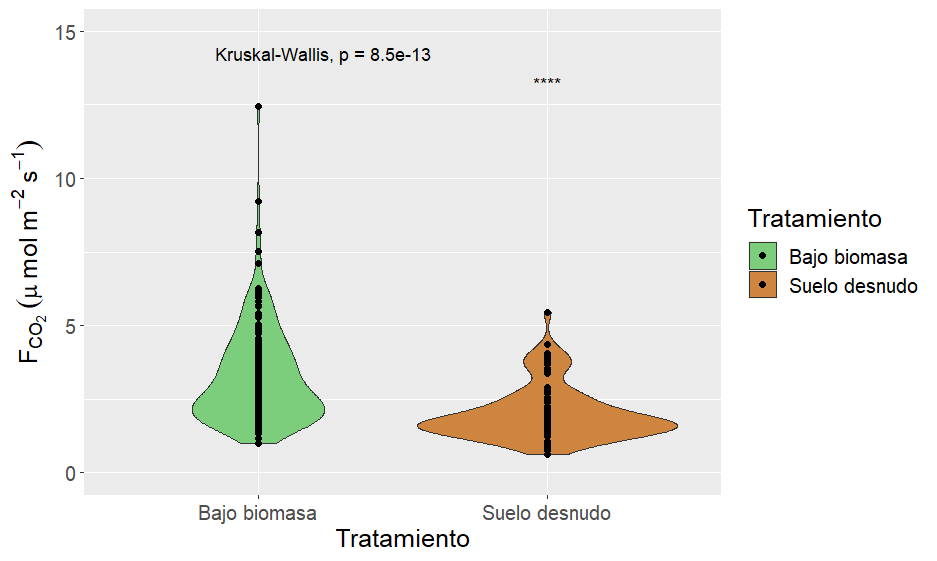 15
Kruskal-Wallis, p = 8.5e-13
****
10
5
0
F_CO₂ (μ mol m⁻² s⁻¹)
Bajo biomasa
Suelo desnudo
Tratamiento
Tratamiento
Bajo biomasa
Suelo desnudo